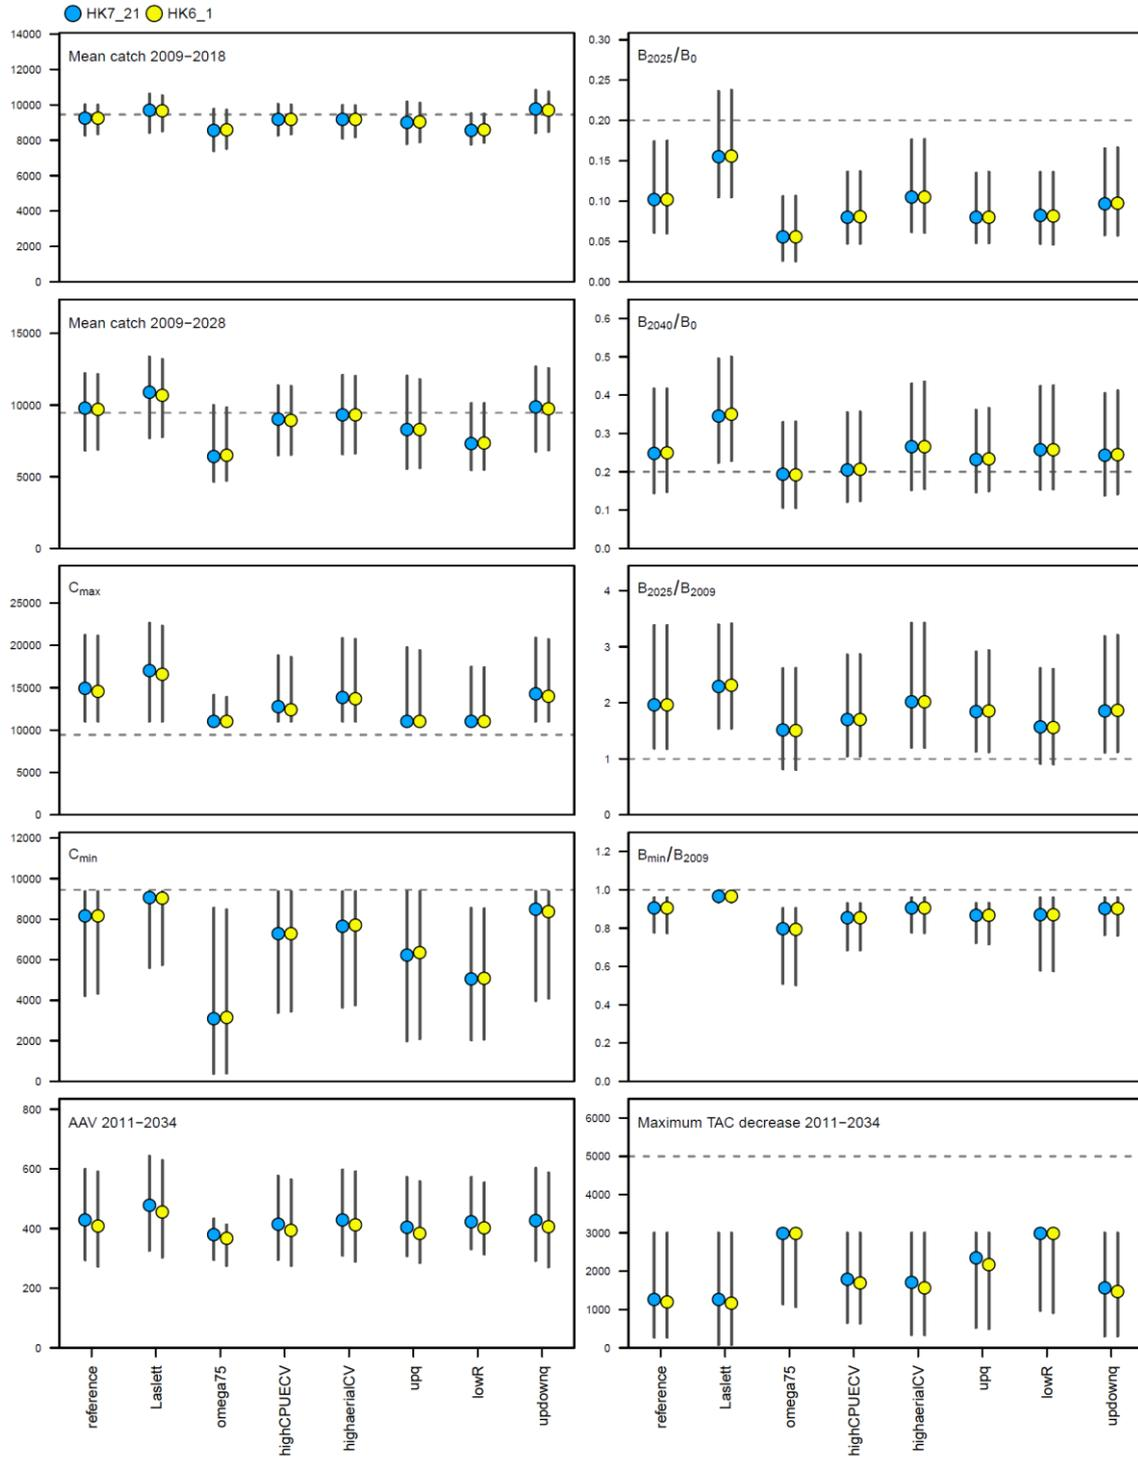 HK7_21 HK6_1
Mean catch 2009−2018
14000
12000
10000
8000
6000
4000
2000
0
B2025/B0
0.30
0.25
0.20
0.15
0.10
0.05
0.00
Mean catch 2009−2028
15000
10000
5000
0
B2040/B0
0.6
0.5
0.4
0.3
0.2
0.1
0.0
Cmax
25000
20000
15000
10000
5000
0
B2025/B2009
4
3
2
1
0
Cmin
12000
10000
8000
6000
4000
2000
0
Bmin/B2009
1.2
1.0
0.8
0.6
0.4
0.2
0.0
AAV 2011−2034
800
600
400
200
0
Maximum TAC decrease 2011−2034
6000
5000
4000
3000
2000
1000
0
reference
Laslett
omega75
highCPUECV
highaerialCV
upq
lowR
updownq
reference
Laslett
omega75
highCPUECV
highaerialCV
upq
lowR
updownq